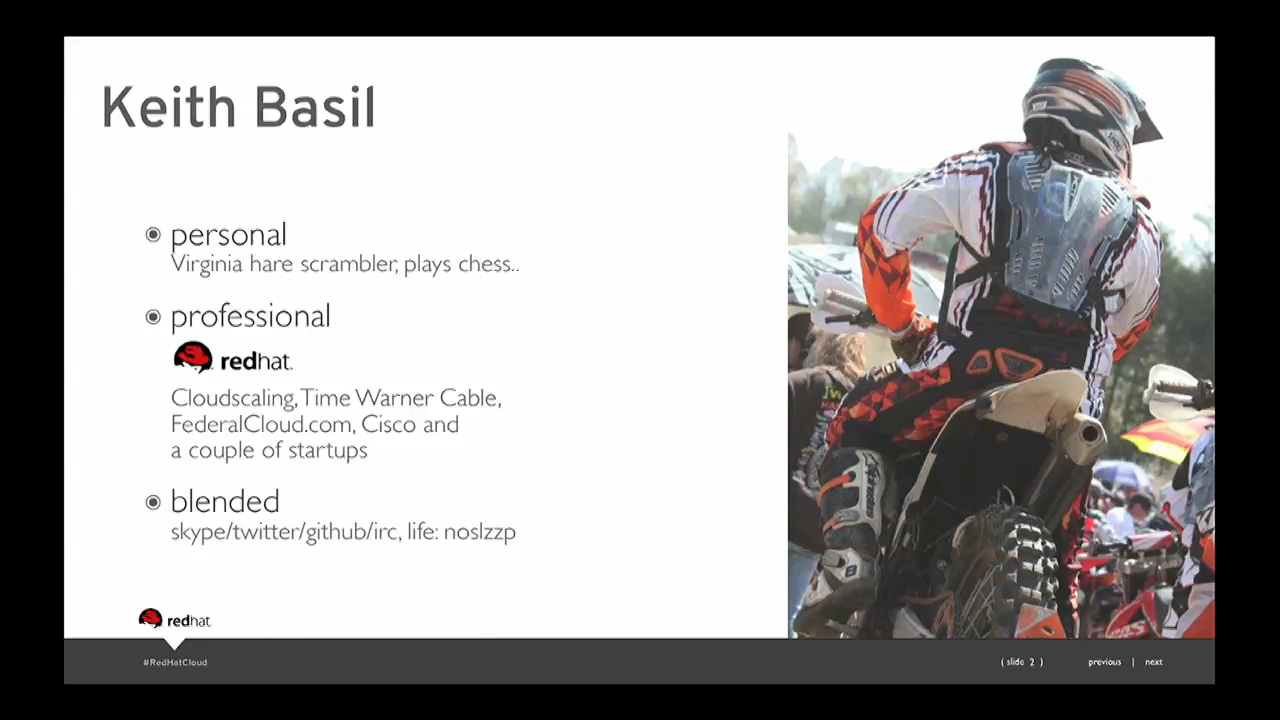 Keith Basil
personal
Virginia hare scrambler, plays chess..
professional
redhat.
Cloudscaling, Time Warner Cable,
FederalCloud.com, Cisco and
a couple of startups
blended
skype/twitter/github/irc, life: noslzzp
redhat.
#RedHatCloud
( slide 2 )
previous | next